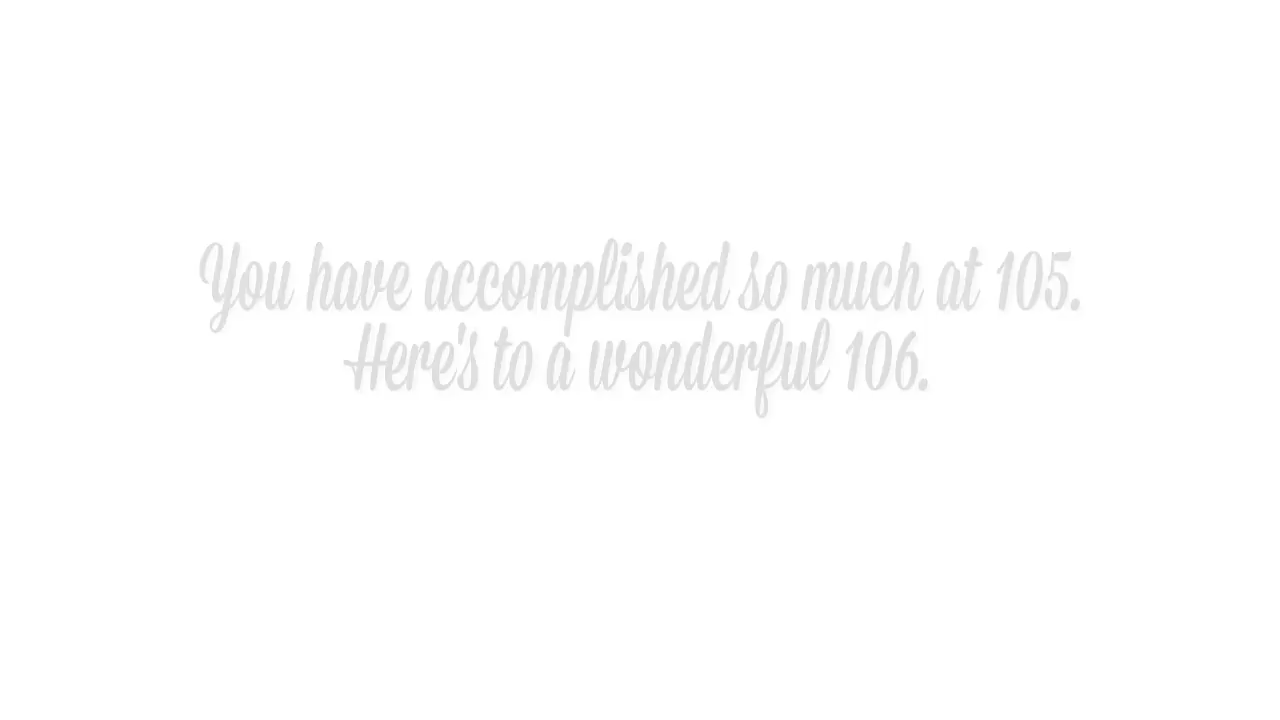 You have accomplished so much at 105.
Here's to a wonderful 106.